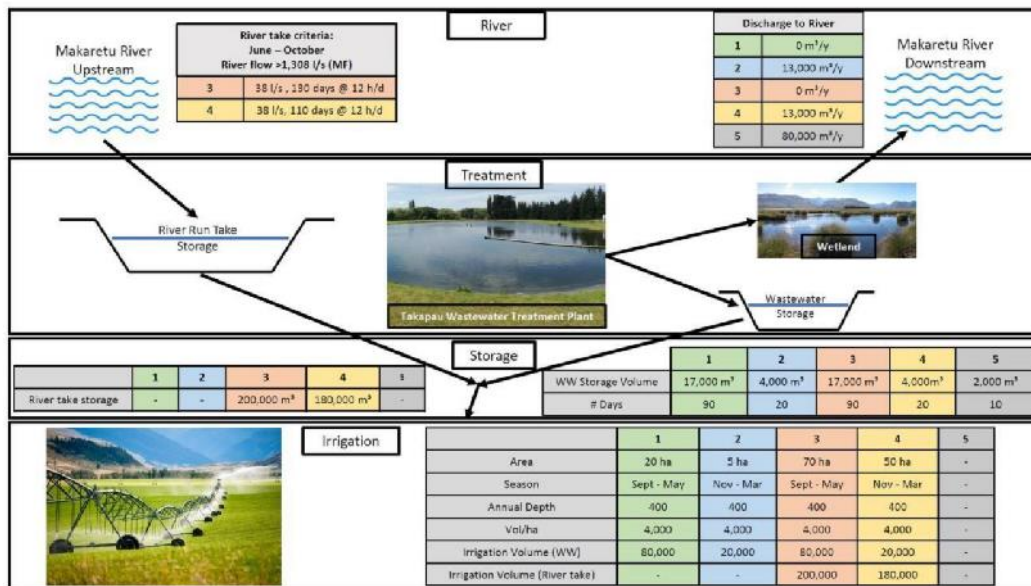 River
Makaretu River
Upstream
River take criteria:
June – October
River flow >1,308 l/s (MF)
3 38 l/s , 130 days @ 12 h/d
4 38 l/s, 110 days @ 12 h/d
Discharge to River
1 0 m³/y
2 13,000 m³/y
3 0 m³/y
4 13,000 m³/y
5 80,000 m³/y
Makaretu River
Downstream
Treatment
River Run Take
Storage
Takapau Wastewater Treatment Plant
Wetland
Wastewater
Storage
Storage
1 2 3 4 5
River take storage - - 200,000 m³ 180,000 m³ -
1 2 3 4 5
WW Storage Volume 17,000 m³ 4,000 m³ 17,000 m³ 4,000m³ 2,000 m³
# Days 90 20 90 20 10
Irrigation
1 2 3 4 5
Area 20 ha 5 ha 70 ha 50 ha -
Season Sept - May Nov - Mar Sept - May Nov - Mar -
Annual Depth 400 400 400 400 -
Vol/ha 4,000 4,000 4,000 4,000 -
Irrigation Volume (WW) 80,000 20,000 80,000 20,000 -
Irrigation Volume (River take) - - 200,000 180,000 -